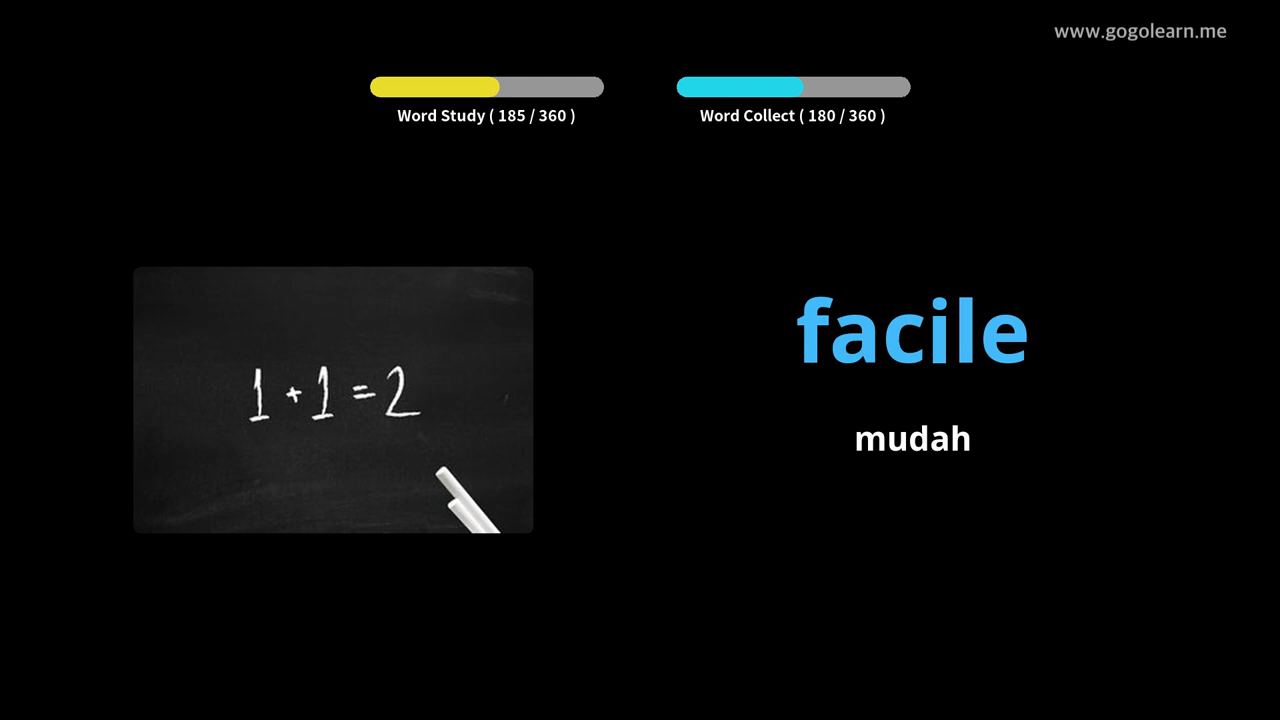 www.gogolearn.me
Word Study ( 185 / 360 )
Word Collect ( 180 / 360 )
1 + 1 = 2
facile
mudah